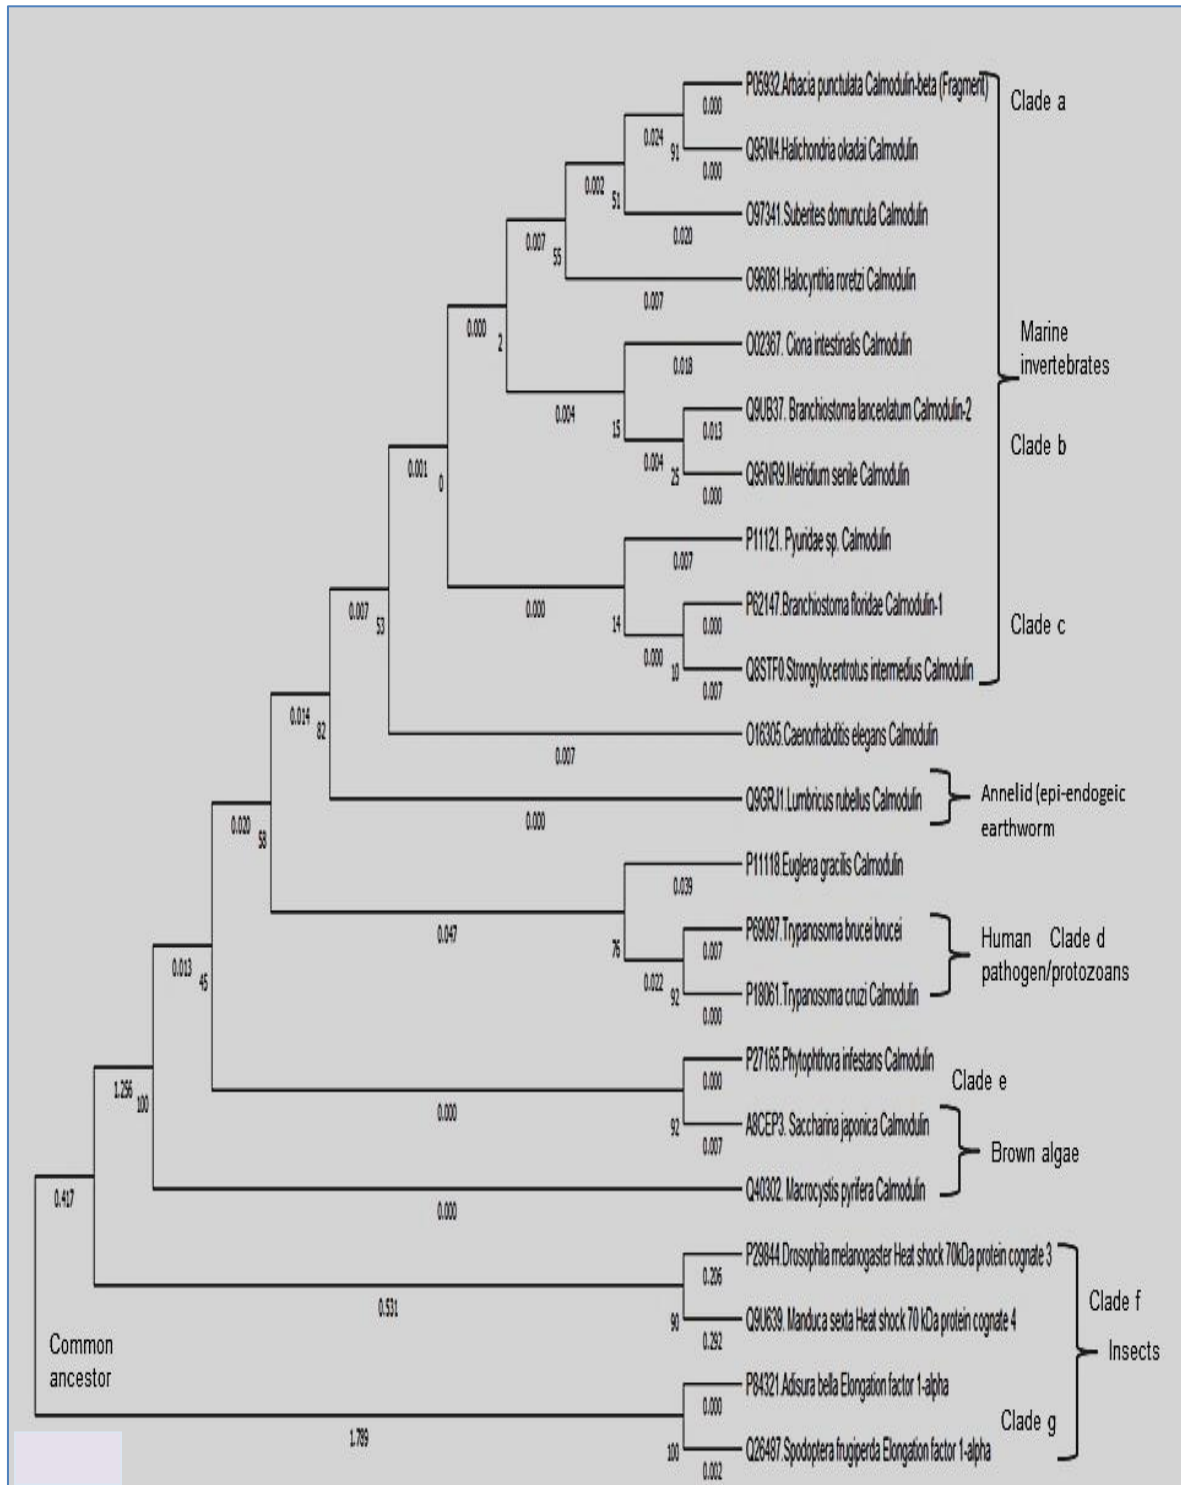 P05932.Arbacia punctulata Calmodulin-beta (Fragment)
Clade a
0.000
0.024
91
Q95NI4.Halichondria okadai Calmodulin
0.000
0.002
51
O97341.Suberites domuncula Calmodulin
0.020
0.007
55
O96081.Halocynthia roretzi Calmodulin
0.007
0.000
2
Marine
invertebrates
O02367. Ciona intestinalis Calmodulin
0.018
0.004
15
Q9UB37. Branchiostoma lanceolatum Calmodulin-2
0.013
Clade b
0.004
25
Q95NR9.Metridium senile Calmodulin
0.000
0.001
0
P11121. Pyuridae sp. Calmodulin
0.007
0.000
14
P62147.Branchiostoma floridae Calmodulin-1
0.000
Clade c
0.000
10
Q8STF0.Strongylocentrotus intermedius Calmodulin
0.007
0.007
53
O16305.Caenorhabditis elegans Calmodulin
0.007
0.014
82
Q9GRJ1.Lumbricus rubellus Calmodulin
0.000
Annelid (epi-endogeic
earthworm
0.020
58
P11118.Euglena gracilis Calmodulin
0.039
0.047
76
P69097.Trypanosoma brucei brucei
0.007
Human Clade d
pathogen/protozoans
0.022
92
P18061.Trypanosoma cruzi Calmodulin
0.000
0.013
45
P27165.Phytophthora infestans Calmodulin
0.000
Clade e
0.000
92
A8CEP3. Saccharina japonica Calmodulin
0.007
Brown algae
1.256
100
Q40302. Macrocystis pyrifera Calmodulin
0.000
0.417
P29844.Drosophila melanogaster Heat shock 70kDa protein cognate 3
0.206
Clade f
0.531
90
Q9U639. Manduca sexta Heat shock 70 kDa protein cognate 4
0.292
Insects
Common
ancestor
P84321.Adisura bella Elongation factor 1-alpha
0.000
Clade g
1.789
100
Q26487.Spodoptera frugiperda Elongation factor 1-alpha
0.002